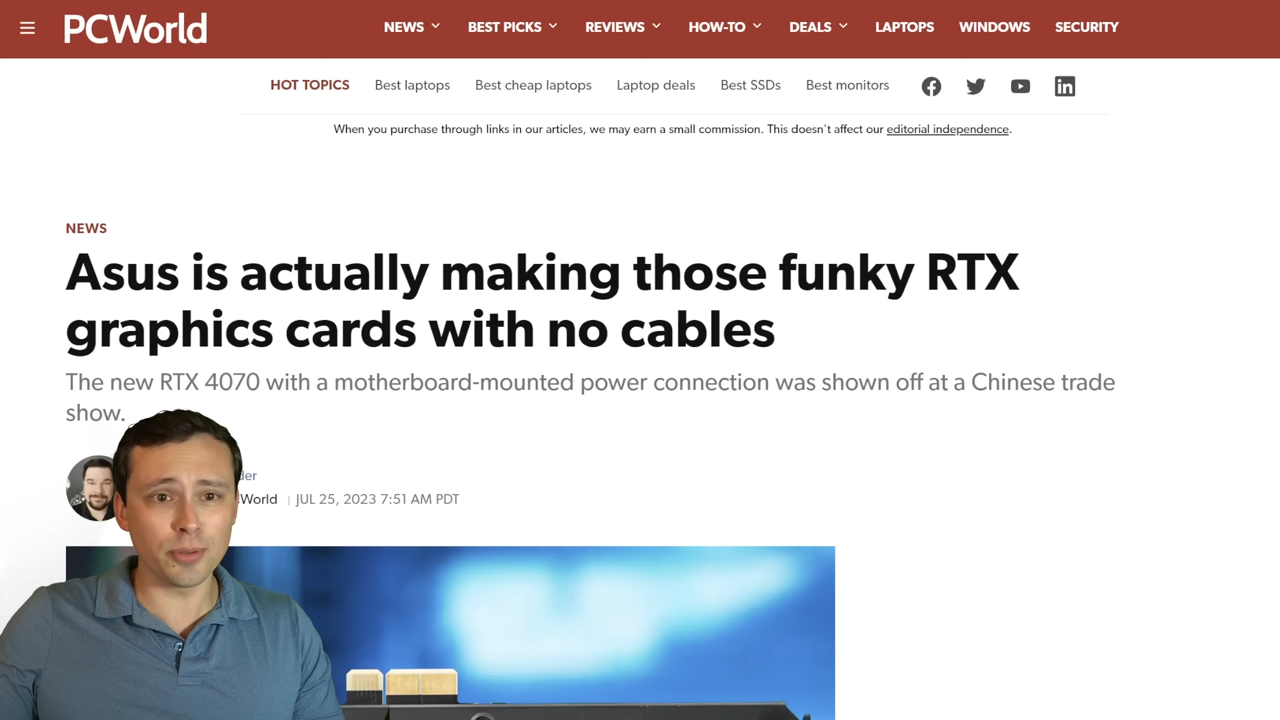 PCWorld
NEWS
BEST PICKS
REVIEWS
HOW-TO
DEALS
LAPTOPS
WINDOWS
SECURITY
HOT TOPICS
Best laptops
Best cheap laptops
Laptop deals
Best SSDs
Best monitors
When you purchase through links in our articles, we may earn a small commission. This doesn't affect our editorial independence.
NEWS
Asus is actually making those funky RTX
graphics cards with no cables
The new RTX 4070 with a motherboard-mounted power connection was shown off at a Chinese trade
show.
World | JUL 25, 2023 7:51 AM PDT